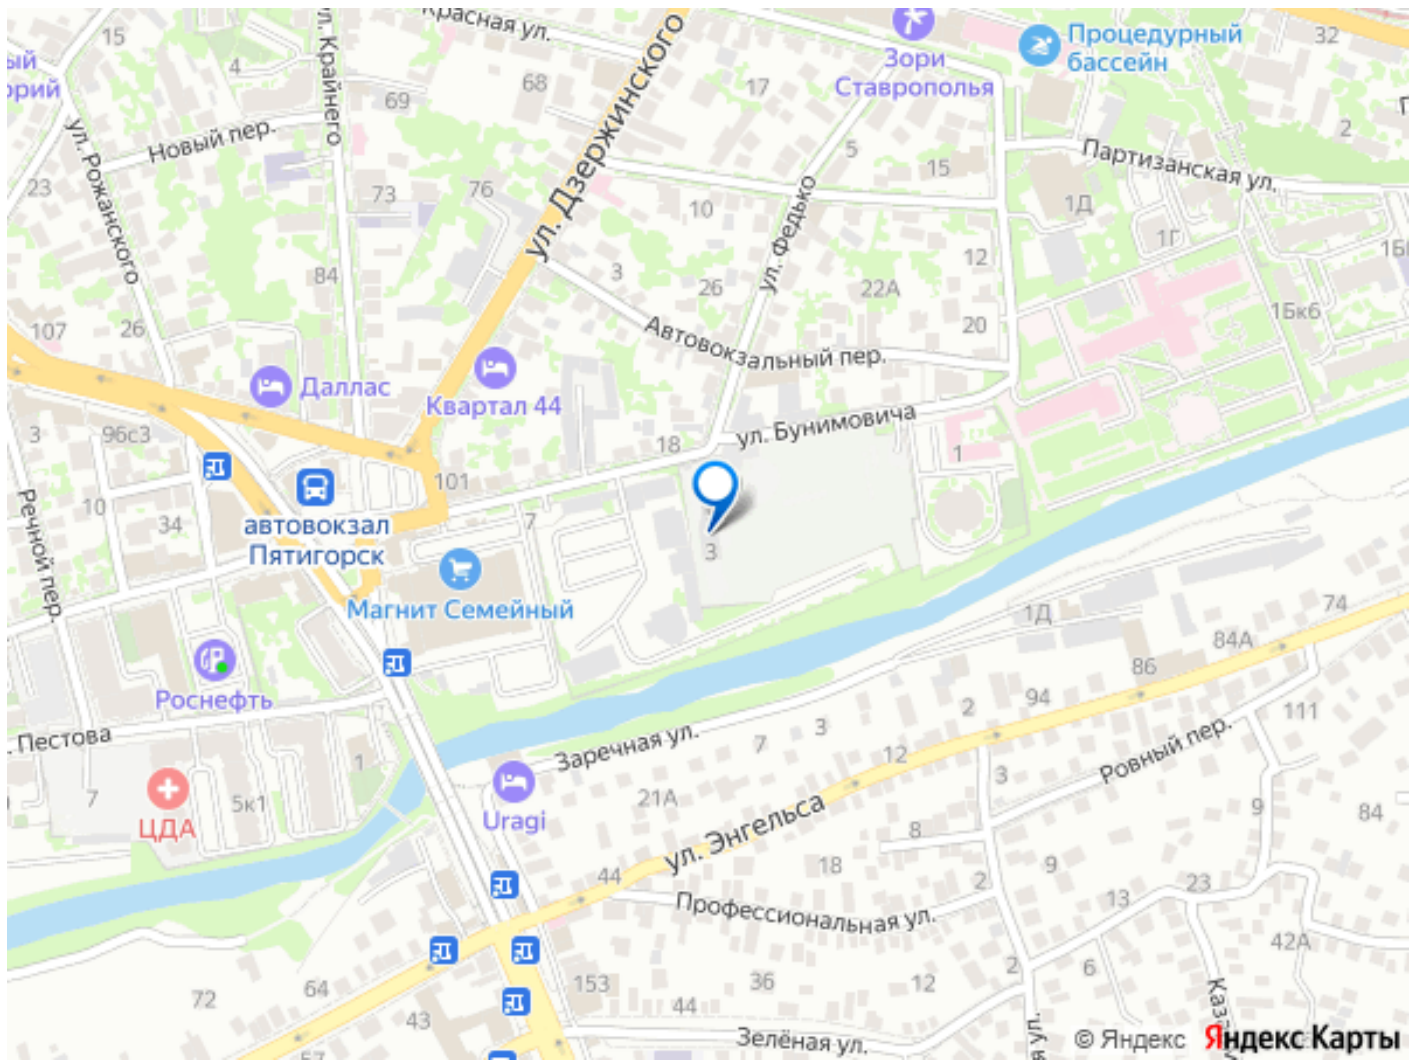 Красная ул.
15
4
ул. Крайнего
ул. Дзержинского
Зори
Ставрополья
Процедурный
бассейн
32
68
17
69
2
ул. Рожанского
Новый пер.
5
15
Партизанская ул.
23
73
76
10
ул. Федько
1Д
1Г
12
1Б
84
3
26
22А
1Бк6
107
26
20
Автовокзальный пер.
Даллас
Квартал 44
3
96с3
18
ул. Бунимовича
1
101
Речной пер.
10
34
автовокзал
Пятигорск
7
3
Магнит Семейный
1Д
74
84А
86
Роснефть
94
2
111
Пестова
Заречная ул.
3
7
12
Ровный пер.
1
3
7
5к1
ЦДА
Uragi
21А
ул. Энгельса
9
84
8
44
18
2
9
13
23
Профессиональная ул.
42А
72
64
153
36
12
2
6
43
44
Зелёная ул.
57
© Яндекс
Яндекс Карты